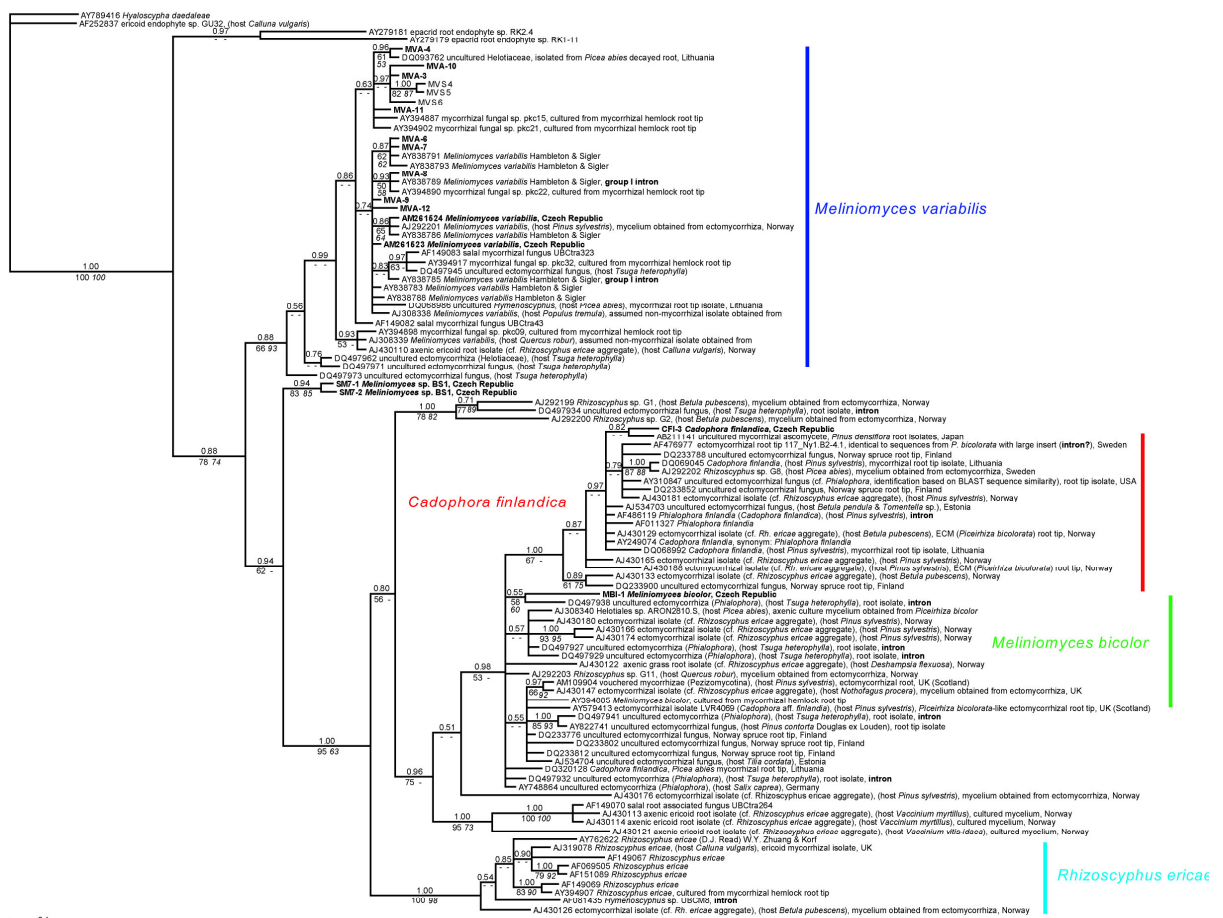 AY789416 Hyaloscypha daedaleae
AF252837 ericoid endophyte sp. GU32, (host Calluna vulgaris)
0.97
- -
AY279181 epacrid root endophyte sp. RK2.4
AY279179 epacrid root endophyte sp. RK1-11
0.96
61
53
MVA-4
DQ093762 uncultured Helotiaceae, isolated from Picea abies decayed root, Lithuania
MVA-10
0.63
- -
0.97
- -
MVA-3
1.00
82 87
MVS4
MVS5
MVS6
MVA-11
AY394887 mycorrhizal fungal sp. pkc15, cultured from mycorrhizal hemlock root tip
AY394902 mycorrhizal fungal sp. pkc21, cultured from mycorrhizal hemlock root tip
MVA-6
0.87
62
62
MVA-7
AY838791 Meliniomyces variabilis Hambleton & Sigler
AY838793 Meliniomyces variabilis Hambleton & Sigler
0.86
- -
MVA-8
0.93
50
58
AY838789 Meliniomyces variabilis Hambleton & Sigler, group I intron
AY394890 mycorrhizal fungal sp. pkc22, cultured from mycorrhizal hemlock root tip
MVA-9
0.74
- -
MVA-12
Meliniomyces variabilis
AM261524 Meliniomyces variabilis, Czech Republic
0.86
65
64
AJ292201 Meliniomyces variabilis, (host Pinus sylvestris), mycelium obtained from ectomycorrhiza, Norway
AY838786 Meliniomyces variabilis Hambleton & Sigler
AM261523 Meliniomyces variabilis, Czech Republic
AF149083 salal mycorrhizal fungus UBCtra323
0.97
63 -
AY394917 mycorrhizal fungal sp. pkc32, cultured from mycorrhizal hemlock root tip
0.83
- -
DQ497945 uncultured ectomycorrhizal fungus, (host Tsuga heterophylla)
AY838785 Meliniomyces variabilis Hambleton & Sigler, group I intron
0.99
- -
1.00
100 100
AY838783 Meliniomyces variabilis Hambleton & Sigler
AY838788 Meliniomyces variabilis Hambleton & Sigler
DQ068986 uncultured Hymenoscyphus, (host Picea abies), mycorrhizal root tip isolate, Lithuania
AJ308338 Meliniomyces variabilis, (host Populus tremula), assumed non-mycorrhizal isolate obtained from
0.56
- -
AF149082 salal mycorrhizal fungus UBCtra43
0.93
53 -
AY394898 mycorrhizal fungal sp. pkc09, cultured from mycorrhizal hemlock root tip
AJ308339 Meliniomyces variabilis, (host Quercus robur), assumed non-mycorrhizal isolate obtained from
0.88
66 93
AJ430110 axenic ericoid root isolate (cf. Rhizoscyphus ericae aggregate), (host Calluna vulgaris), Norway
0.76
- -
DQ497962 uncultured ectomycorrhiza (Helotiaceae), (host Tsuga heterophylla)
DQ497971 uncultured ectomycorrhizal fungus, (host Tsuga heterophylla)
DQ497973 uncultured ectomycorrhizal fungus, (host Tsuga heterophylla)
0.94
83 85
SM7-1 Meliniomyces sp. BS1, Czech Republic
SM7-2 Meliniomyces sp. BS1, Czech Republic
0.71
77 89
AJ292199 Rhizoscyphus sp. G1, (host Betula pubescens), mycelium obtained from ectomycorrhiza, Norway
1.00
78 82
DQ497934 uncultured ectomycorrhizal fungus, (host Tsuga heterophylla), root isolate, intron
AJ292200 Rhizoscyphus sp. G2, (host Betula pubescens), mycelium obtained from ectomycorrhiza, Norway
0.82
- -
CFI-3 Cadophora finlandica, Czech Republic
AB211141 uncultured mycorrhizal ascomycete, Pinus densiflora root isolates, Japan
AF476977 ectomycorrhizal root tip 117_Ny1.B2-4.1, identical to sequences from P. bicolorata with large insert (intron?), Sweden
0.88
78 74
DQ233788 uncultured ectomycorrhizal fungus, Norway spruce root tip, Finland
0.79
- -
1.00
87 88
DQ069045 Cadophora finlandia, (host Pinus sylvestris), mycorrhizal root tip isolate, Lithuania
AJ292202 Rhizoscyphus sp. G8, (host Picea abies), mycelium obtained from ectomycorrhiza, Sweden
AY310847 uncultured ectomycorrhizal fungus (cf. Phialophora, identification based on BLAST sequence similarity), root tip isolate, USA
0.97
- -
DQ233852 uncultured ectomycorrhizal fungus, Norway spruce root tip, Finland
AJ430181 ectomycorrhizal isolate (cf. Rhizoscyphus ericae aggregate), (host Pinus sylvestris), Norway
Cadophora finlandica
AJ534703 uncultured ectomycorrhizal fungus, (host Betula pendula & Tomentella sp.), Estonia
AF486119 Phialophora finlandia (Cadophora finlandica), (host Pinus sylvestris), intron
AF011327 Phialophora finlandia
0.87
- -
AJ430129 ectomycorrhizal isolate (cf. Rh. ericae aggregate), (host Betula pubescens), ECM (Piceirhiza bicolorata) root tip, Norway
AY249074 Cadophora finlandica, synonym: Phialophora finlandia
DQ068992 Cadophora finlandica, (host Pinus sylvestris), mycorrhizal root tip isolate, Lithuania
1.00
67 -
AJ430165 ectomycorrhizal isolate (cf. Rhizoscyphus ericae aggregate), (host Pinus sylvestris), Norway
ectomycorrhizal isolate (cf. Rh. ericae aggregate), (host Pinus sylvestris), ECM (Piceirhiza bicolorata) root tip, Norway
0.94
62 -
0.89
61 75
AJ430133 ectomycorrhizal isolate (cf. Rhizoscyphus ericae aggregate), (host Betula pubescens), Norway
DQ233900 uncultured ectomycorrhizal fungus, Norway spruce root tip, Finland
0.80
56 -
0.55
58
60
MBI-1 Meliniomyces bicolor, Czech Republic
DQ497938 uncultured ectomycorrhiza (Phialophora), (host Tsuga heterophylla), root isolate, intron
AJ308340 Helotiales sp. ARON2810.S, (host Picea abies), axenic culture mycelium obtained from Piceirhiza bicolor
AJ430180 ectomycorrhizal isolate (cf. Rhizoscyphus ericae aggregate), (host Pinus sylvestris), Norway
0.57
- -
1.00
93 95
AJ430166 ectomycorrhizal isolate (cf. Rhizoscyphus ericae aggregate), (host Pinus sylvestris), Norway
AJ430174 ectomycorrhizal isolate (cf. Rhizoscyphus ericae aggregate), (host Pinus sylvestris), Norway
Meliniomyces bicolor
DQ497927 uncultured ectomycorrhiza (Phialophora), (host Tsuga heterophylla), root isolate, intron
DQ497929 uncultured ectomycorrhiza (Phialophora), (host Tsuga heterophylla), root isolate, intron
AJ430122 axenic grass root isolate (cf. Rhizoscyphus ericae aggregate), (host Deshampsia flexuosa), Norway
0.98
53 -
AJ292203 Rhizoscyphus sp. G11, (host Quercus robur), mycelium obtained from ectomycorrhiza, Norway
0.97
66 92
AM109904 vouchered mycorrhizae (Pezizomycotina), (host Pinus sylvestris), ectomycorrhizal root, UK (Scotland)
AJ430147 ectomycorrhizal isolate (cf. Rhizoscyphus ericae aggregate), (host Nothofagus procera), mycelium obtained from ectomycorrhiza, UK
AY394885 Meliniomyces bicolor, cultured from mycorrhizal hemlock root tip
AY579413 ectomycorrhizal isolate LVR4069 (Cadophora aff. finlandia), (host Pinus sylvestris), Piceirhiza bicolorata-like ectomycorrhizal root tip, UK (Scotland)
0.55
- -
1.00
85 93
DQ497941 uncultured ectomycorrhiza (Phialophora), (host Tsuga heterophylla), root isolate, intron
AY822741 uncultured ectomycorrhizal fungus, (host Pinus contorta Douglas ex Louden), root tip isolate
DQ233776 uncultured ectomycorrhizal fungus, Norway spruce root tip, Finland
0.51
- -
DQ233802 uncultured ectomycorrhizal fungus, Norway spruce root tip, Finland
1.00
95 63
DQ233812 uncultured ectomycorrhizal fungus, Norway spruce root tip, Finland
AJ534704 uncultured ectomycorrhizal fungus, (host Tilia cordata), Estonia
DQ320128 Cadophora finlandica, Picea abies mycorrhizal root tip, Lithuania
0.96
75 -
DQ497932 uncultured ectomycorrhiza (Phialophora), (host Tsuga heterophylla), root isolate, intron
AY748864 uncultured ectomycorrhiza (Phialophora), (host Salix caprea), Germany
AJ430176 ectomycorrhizal isolate (cf. Rhizoscyphus ericae aggregate), (host Pinus sylvestris), mycelium obtained from ectomycorrhiza, Norway
AF149070 salal root associated fungus UBCtra264
1.00
95 73
1.00
100 100
AJ430113 axenic ericoid root isolate (cf. Rhizoscyphus ericae aggregate), (host Vaccinium myrtillus), cultured mycelium, Norway
AJ430114 axenic ericoid root isolate (cf. Rhizoscyphus ericae aggregate), (host Vaccinium myrtillus), cultured mycelium, Norway
AJ430121 axenic ericoid root isolate (cf. Rhizoscyphus ericae aggregate), (host Vaccinium vitis-idaea), cultured mycelium, Norway
AY762622 Rhizoscyphus ericae (D.J. Read) W.Y. Zhuang & Korf
AJ319078 Rhizoscyphus ericae, (host Calluna vulgaris), ericoid mycorrhizal isolate, UK
0.85
- -
0.90
- -
AF149067 Rhizoscyphus ericae
1.00
79 92
AF069505 Rhizoscyphus ericae
AF151089 Rhizoscyphus ericae
Rhizoscyphus ericae
0.54
- -
1.00
83 90
AF149069 Rhizoscyphus ericae
AY394907 Rhizoscyphus ericae, cultured from mycorrhizal hemlock root tip
1.00
100 98
AF081435 Hymenoscyphus sp. UBCM8, intron
AJ430126 ectomycorrhizal isolate (cf. Rh. ericae aggregate), (host Betula pubescens), mycelium obtained from ectomycorrhiza, Norway